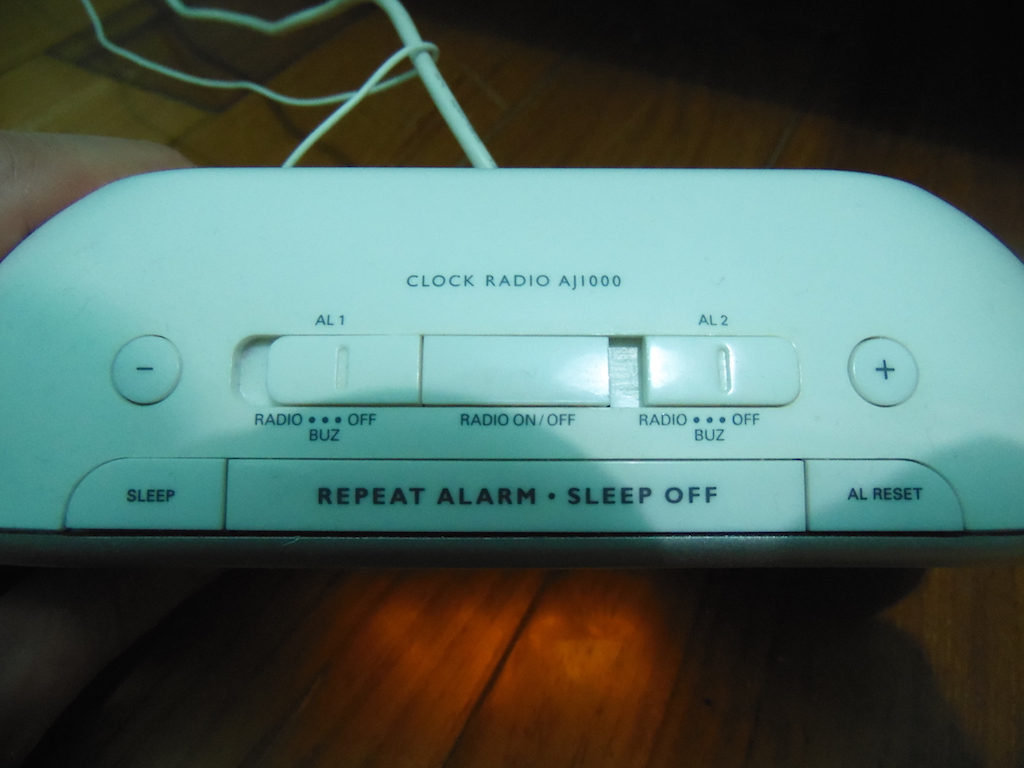 CLOCK RADIO AJ1000
AL 1
AL 2
-
+
RADIO ••• OFF
BUZ
RADIO ON / OFF
RADIO ••• OFF
BUZ
SLEEP
REPEAT ALARM • SLEEP OFF
AL RESET